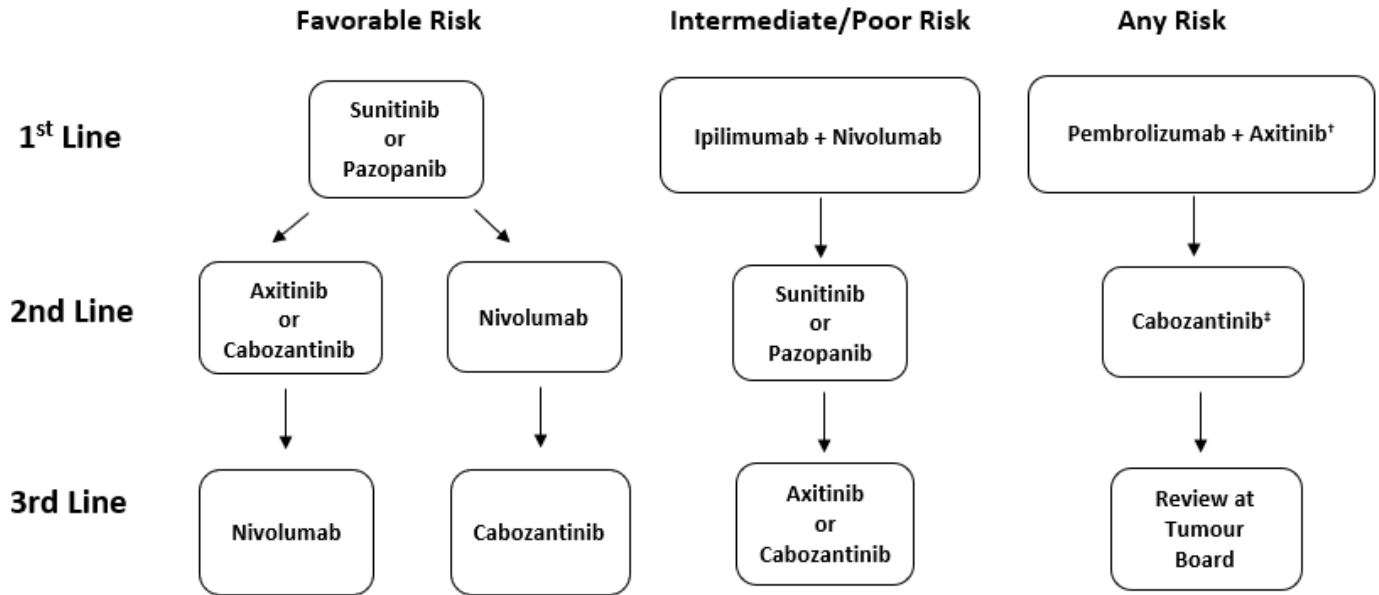 Favorable Risk
Intermediate/Poor Risk
Any Risk
1st Line
Sunitinib
or
Pazopanib
Ipilimumab + Nivolumab
Pembrolizumab + Axitinib†
2nd Line
Axitinib
or
Cabozantinib
Nivolumab
Sunitinib
or
Pazopanib
Cabozantinib‡
3rd Line
Nivolumab
Cabozantinib
Axitinib
or
Cabozantinib
Review at
Tumour
Board